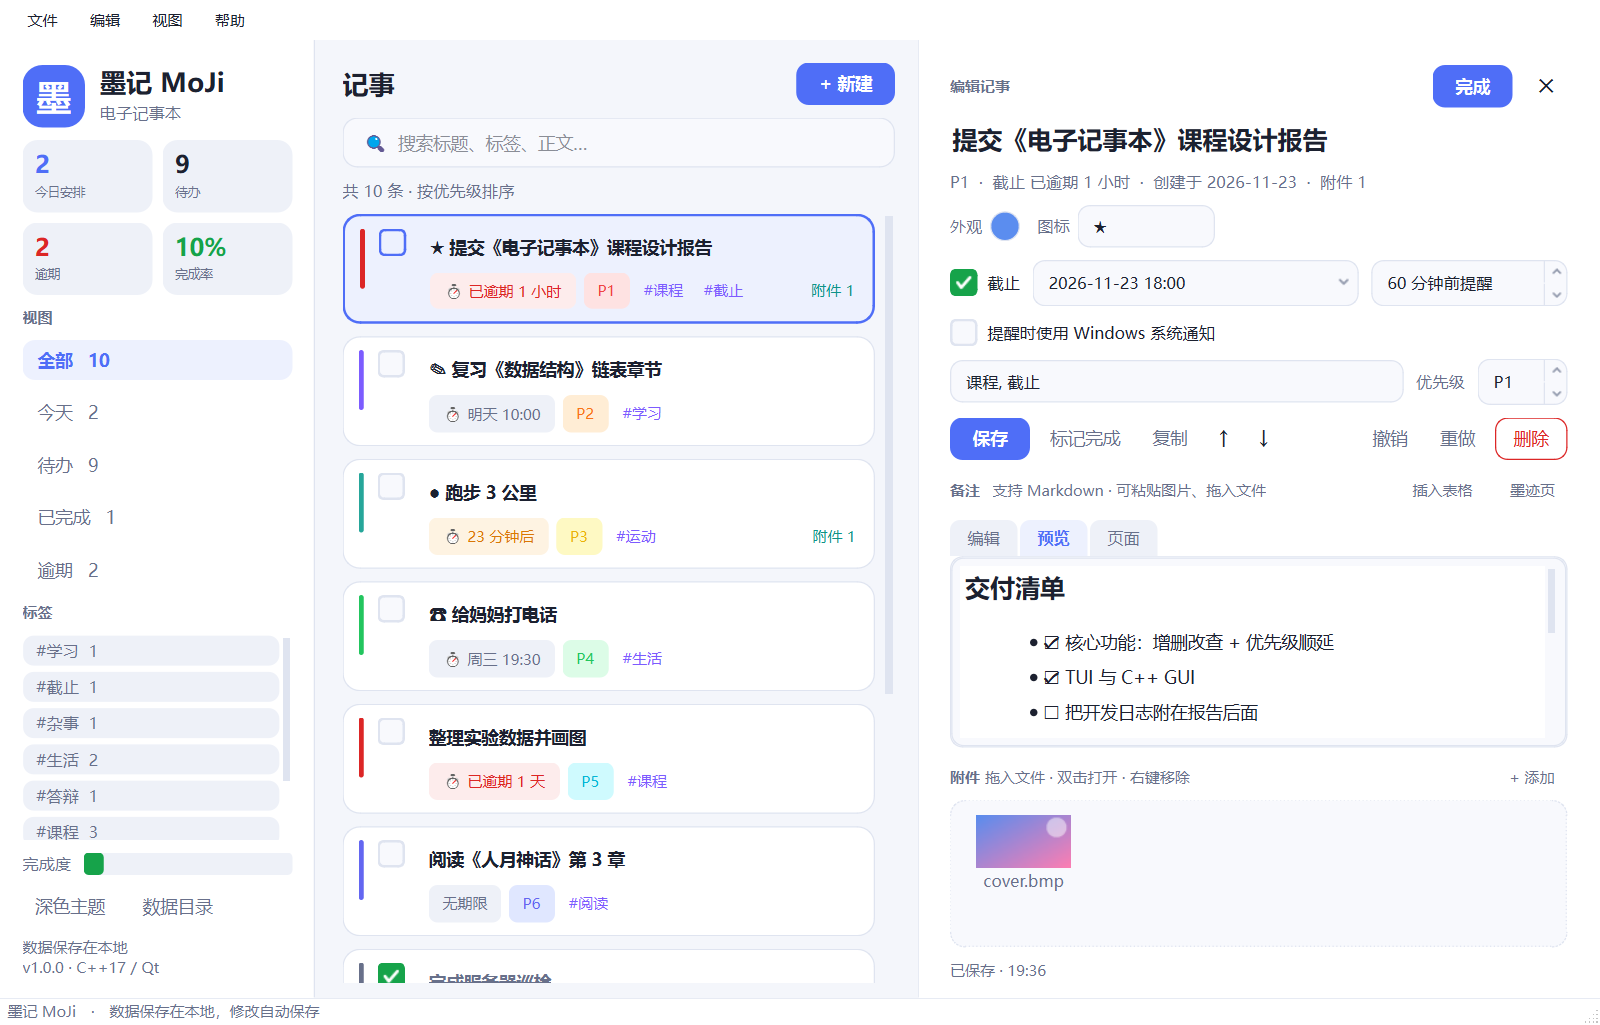 文件 编辑 视图 帮助
墨 墨记 MoJi
电子记事本
2 今日安排
9 待办
2 逾期
10% 完成率
视图
全部 10
今天 2
待办 9
已完成 1
逾期 2
标签
#学习 1
#截止 1
#杂事 1
#生活 2
#答辩 1
#课程 3
完成度
深色主题 数据目录
数据保存在本地
v1.0.0 · C++17 / Qt
记事 + 新建
搜索标题、标签、正文...
共 10 条 · 按优先级排序
★ 提交《电子记事本》课程设计报告
已逾期 1 小时 P1 #课程 #截止 附件 1
✎ 复习《数据结构》链表章节
明天 10:00 P2 #学习
● 跑步 3 公里
23 分钟后 P3 #运动 附件 1
☎ 给妈妈打电话
周三 19:30 P4 #生活
整理实验数据并画图
已逾期 1 天 P5 #课程
阅读《人月神话》第 3 章
无期限 P6 #阅读
完成服务器巡检
编辑记事 完成 ✕
提交《电子记事本》课程设计报告
P1 · 截止 已逾期 1 小时 · 创建于 2026-11-23 · 附件 1
外观 图标 ★
截止 2026-11-23 18:00 60 分钟前提醒
提醒时使用 Windows 系统通知
课程, 截止 优先级 P1
保存 标记完成 复制 ↑ ↓ 撤销 重做 删除
备注 支持 Markdown · 可粘贴图片、拖入文件 插入表格 墨迹页
编辑 预览 页面
交付清单
• ☑ 核心功能：增删改查 + 优先级顺延
• ☑ TUI 与 C++ GUI
• ☐ 把开发日志附在报告后面
附件 拖入文件 · 双击打开 · 右键移除 + 添加
cover.bmp
已保存 · 19:36
墨记 MoJi · 数据保存在本地，修改自动保存